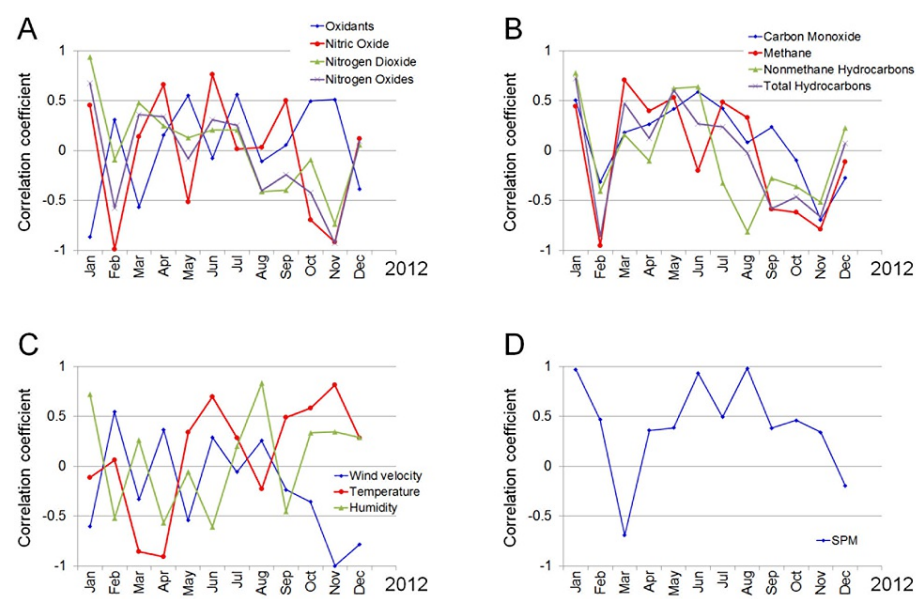 A
Oxidants
Nitric Oxide
Nitrogen Dioxide
Nitrogen Oxides
Correlation coefficient
1
0.5
0
-0.5
-1
Jan Feb Mar Apr May Jun Jul Aug Sep Oct Nov Dec
2012
B
Carbon Monoxide
Methane
Nonmethane Hydrocarbons
Total Hydrocarbons
Correlation coefficient
1
0.5
0
-0.5
-1
Jan Feb Mar Apr May Jun Jul Aug Sep Oct Nov Dec
2012
C
Correlation coefficient
1
0.5
0
-0.5
-1
Wind velocity
Temperature
Humidity
Jan Feb Mar Apr May Jun Jul Aug Sep Oct Nov Dec
2012
D
Correlation coefficient
1
0.5
0
-0.5
-1
SPM
Jan Feb Mar Apr May Jun Jul Aug Sep Oct Nov Dec
2012